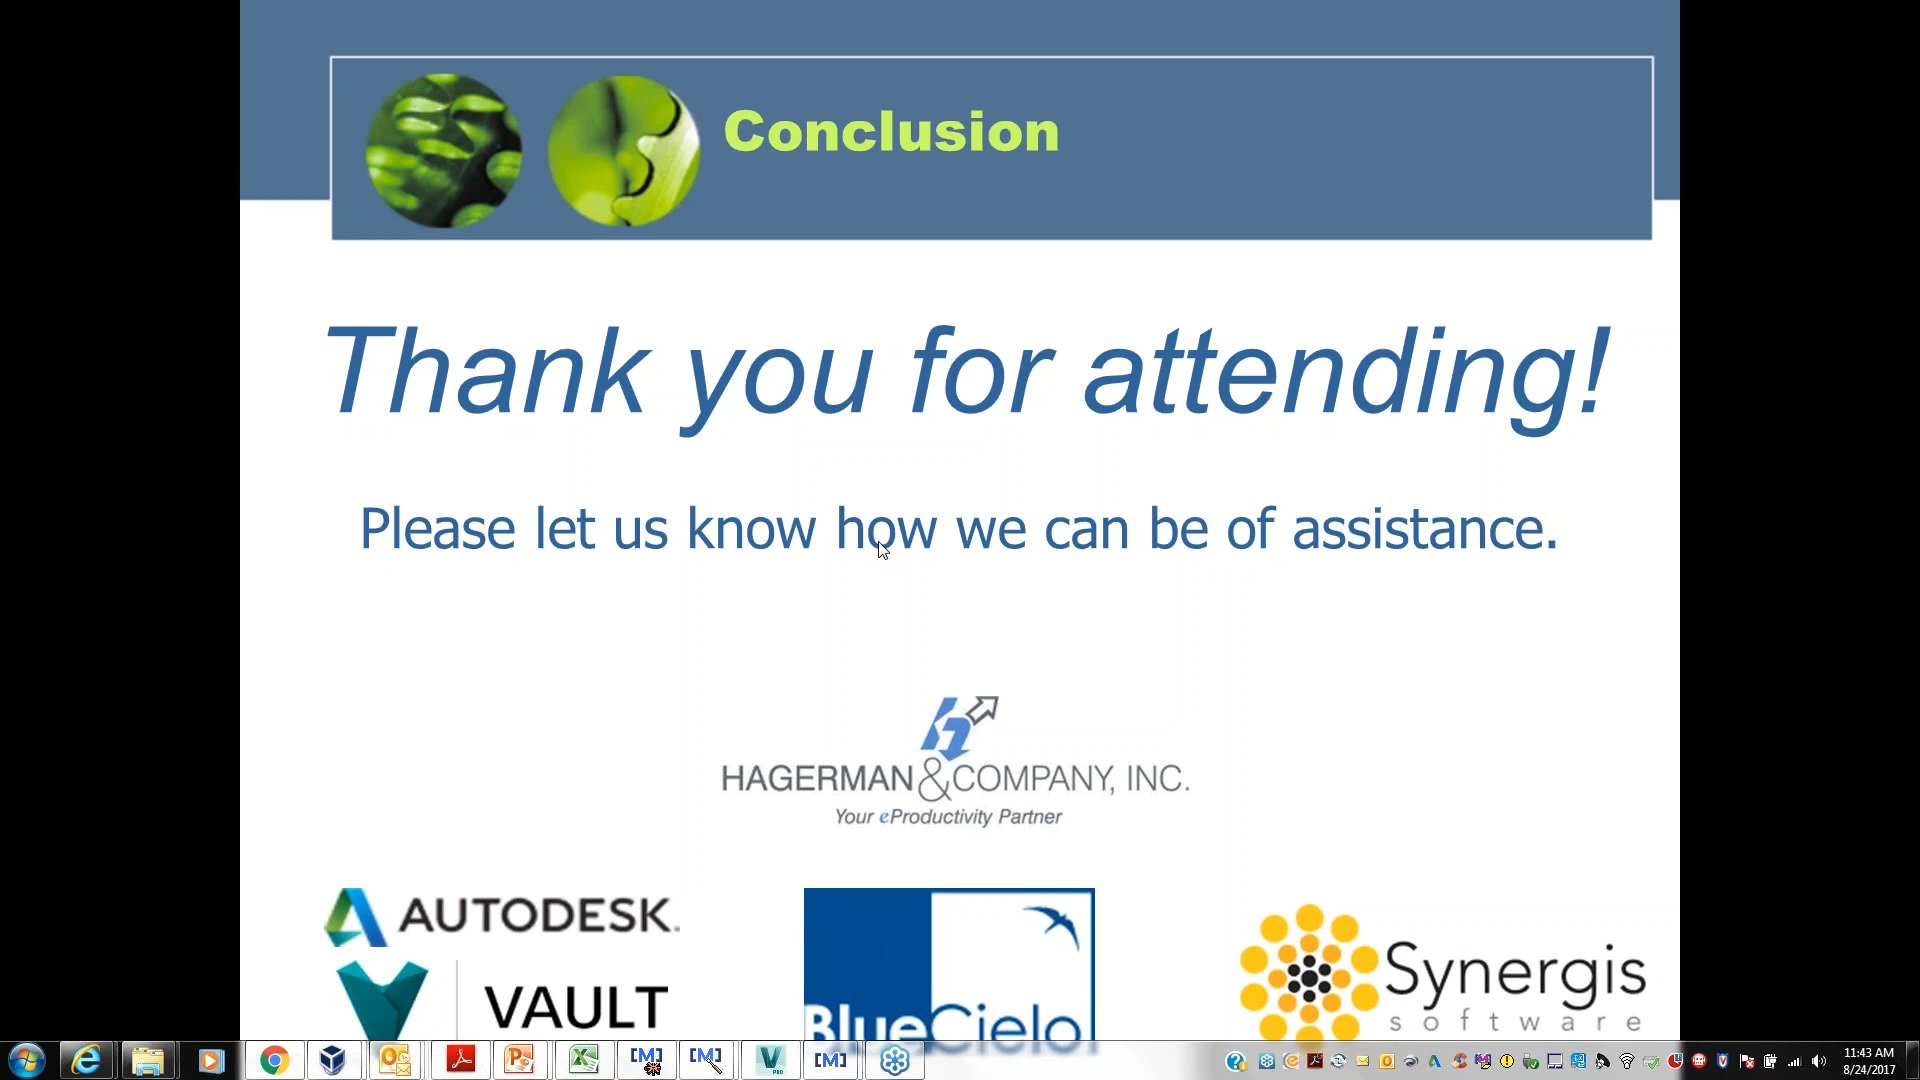 Conclusion
Thank you for attending!
Please let us know how we can be of assistance.
HAGERMAN & COMPANY, INC.
Your eProductivity Partner
AUTODESK.
VAULT
BlueCielo
Synergis
software
[M] [M] PRO [M]
11:43 AM
8/24/2017